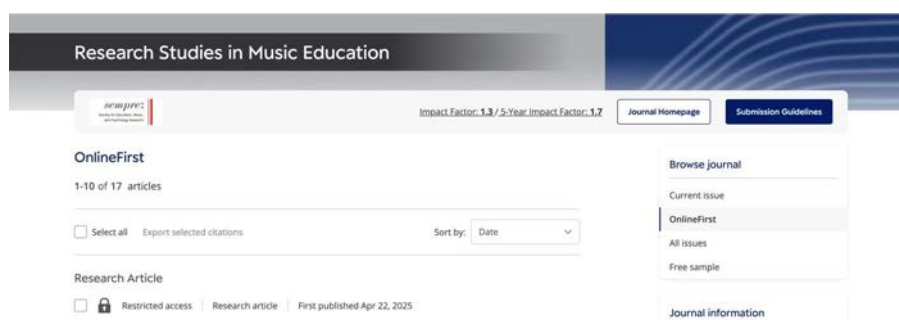 Research Studies in Music Education
sempre:
Impact Factor: 1.3 / 5-Year Impact Factor: 1.7
Journal Homepage
Submission Guidelines
OnlineFirst
1-10 of 17 articles
Select all Export selected citations
Sort by: Date
Research Article
Restricted access Research article First published Apr 22, 2025
Browse journal
Current issue
OnlineFirst
All issues
Free sample
Journal information